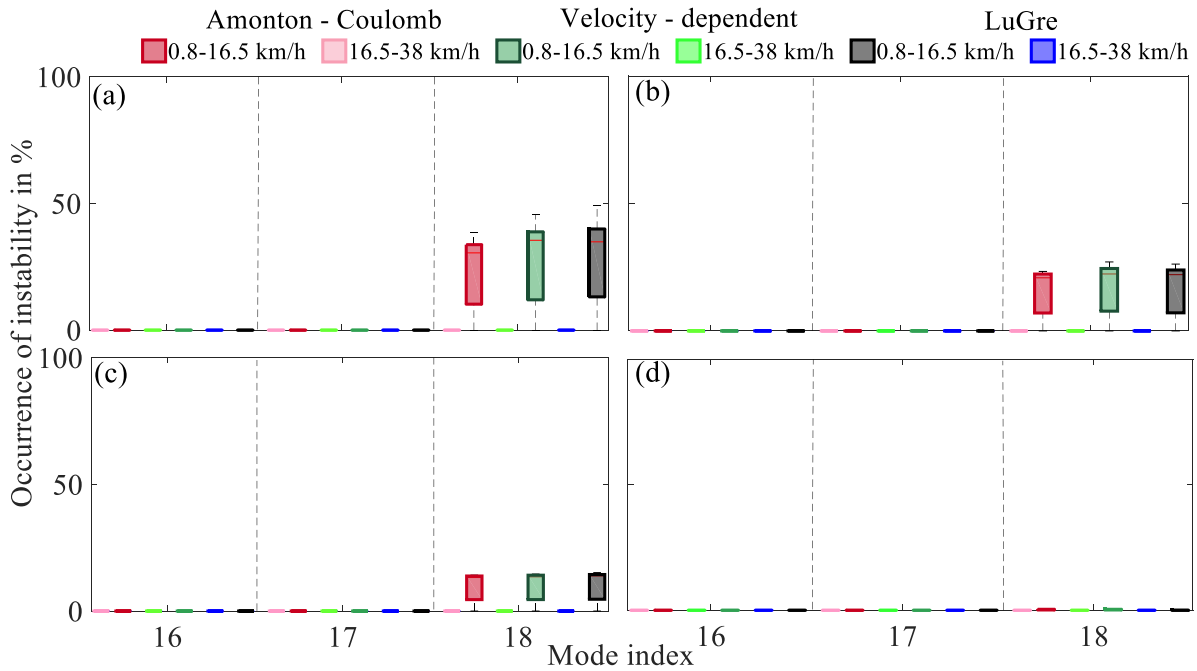 Amonton - Coulomb Velocity - dependent LuGre
0.8-16.5 km/h 16.5-38 km/h 0.8-16.5 km/h 16.5-38 km/h 0.8-16.5 km/h 16.5-38 km/h
Occurrence of instability in %
100
50
0
(a)
(b)
100
50
0
(c)
(d)
16 17 18 16 17 18
Mode index